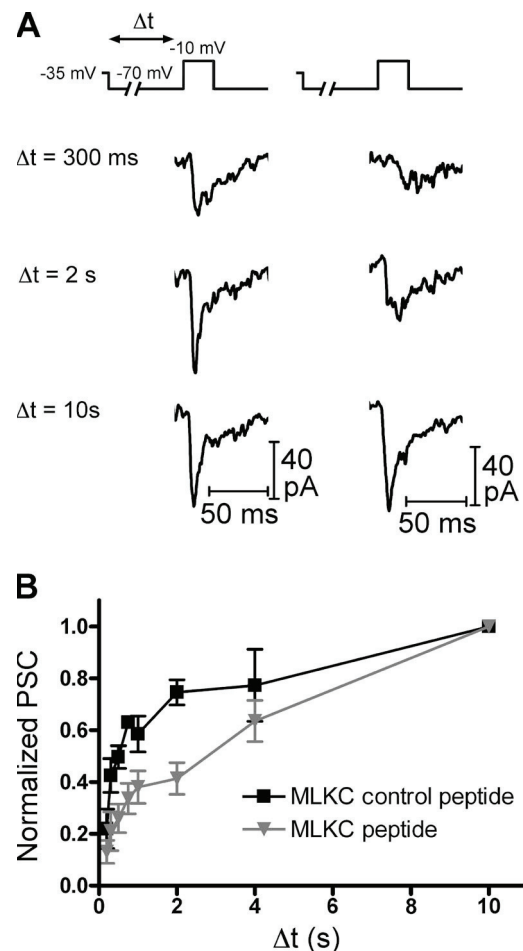 A
Δt
-10 mV
-35 mV
-70 mV
Δt = 300 ms
Δt = 2 s
Δt = 10s
40
pA
50 ms
40
pA
50 ms
B
1.0
0.8
0.6
0.4
0.2
0.0
Normalized PSC
MLKC control peptide
MLKC peptide
0 2 4 6 8 10
Δt (s)